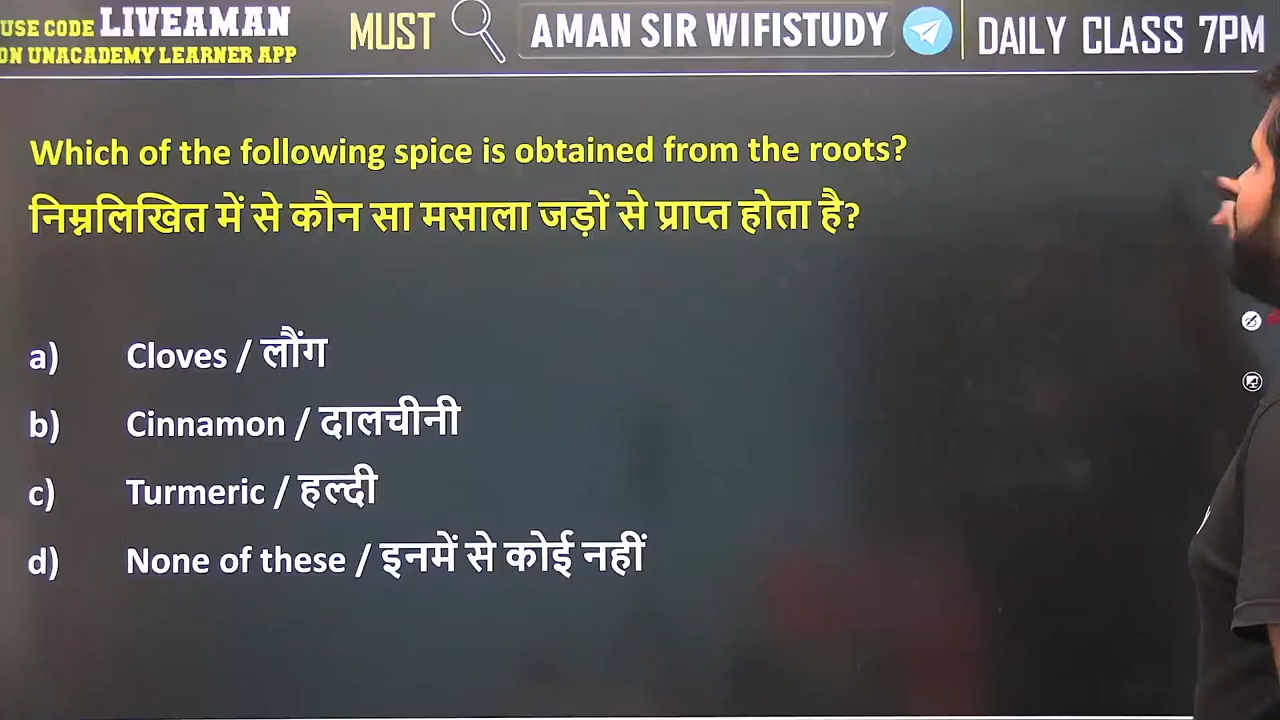 USE CODE LIVEAMAN
ON UNACADEMY LEARNER APP
MUST
AMAN SIR WIFISTUDY
DAILY CLASS 7PM
Which of the following spice is obtained from the roots?
निम्नलिखित में से कौन सा मसाला जड़ों से प्राप्त होता है?
a) Cloves / लौंग
b) Cinnamon / दालचीनी
c) Turmeric / हल्दी
d) None of these / इनमें से कोई नहीं